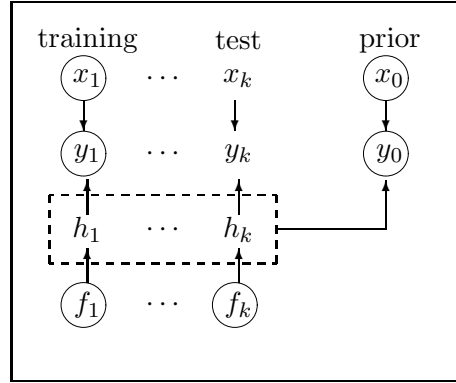 training test prior
x₁ ··· xₖ x₀
y₁ ··· yₖ y₀
h₁ ··· hₖ
f₁ ··· fₖ